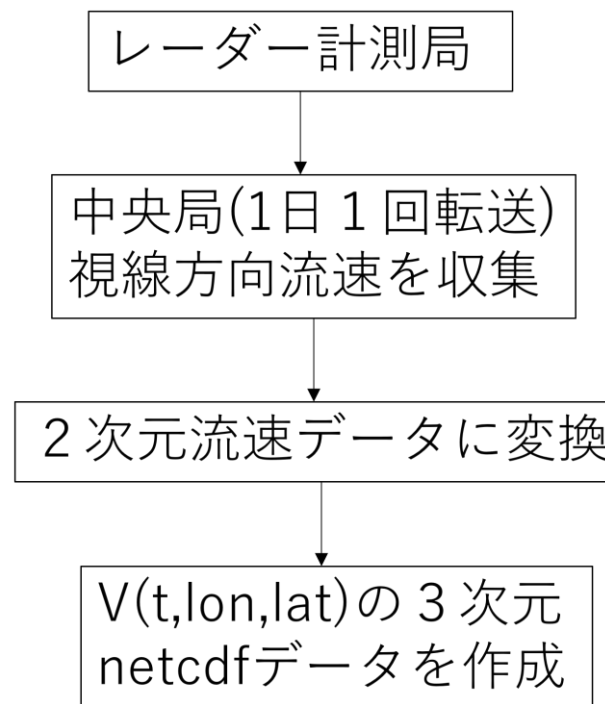 レーダー計測局
中央局(1日１回転送)
視線方向流速を収集
２次元流速データに変換
V(t,lon,lat)の３次元
netcdfデータを作成